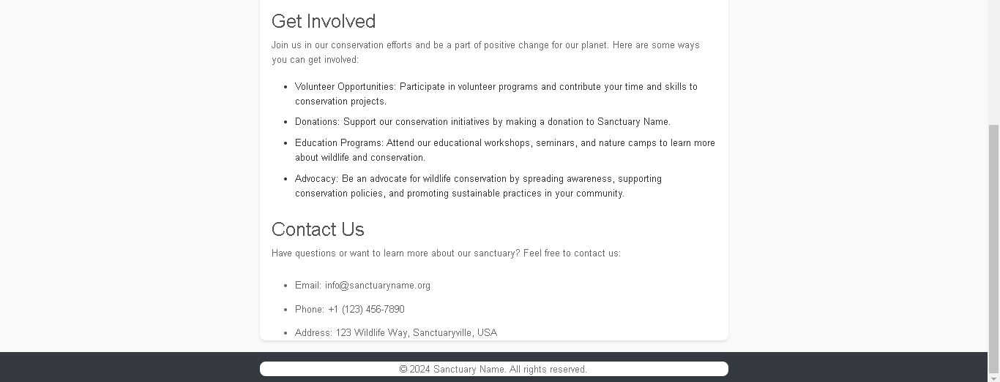 Get Involved
Join us in our conservation efforts and be a part of positive change for our planet. Here are some ways
you can get involved:
• Volunteer Opportunities: Participate in volunteer programs and contribute your time and skills to
conservation projects.
• Donations: Support our conservation initiatives by making a donation to Sanctuary Name.
• Education Programs: Attend our educational workshops, seminars, and nature camps to learn more
about wildlife and conservation.
• Advocacy: Be an advocate for wildlife conservation by spreading awareness, supporting
conservation policies, and promoting sustainable practices in your community.
Contact Us
Have questions or want to learn more about our sanctuary? Feel free to contact us:
• Email: info@sanctuaryname.org
• Phone: +1 (123) 456-7890
• Address: 123 Wildlife Way, Sanctuaryville, USA
© 2024 Sanctuary Name. All rights reserved.